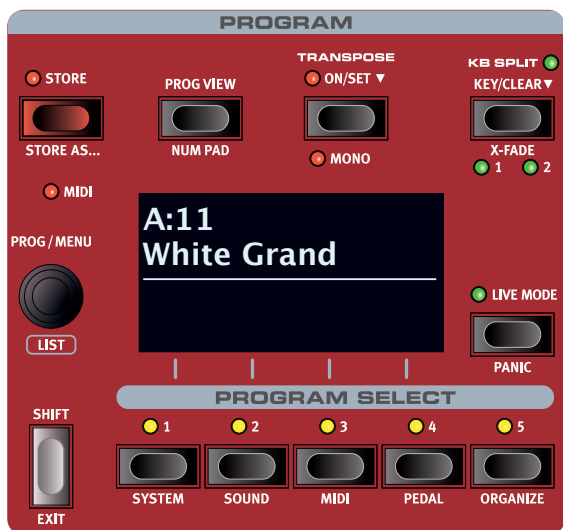 PROGRAM
TRANSPOSE
KB SPLIT
STORE
PROG VIEW
ON/SET ▼
KEY/CLEAR▼
STORE AS...
NUM PAD
MONO
X-FADE
1 2
MIDI
A:11
White Grand
PROG / MENU
LIST
LIVE MODE
PANIC
PROGRAM SELECT
SHIFT
1 2 3 4 5
SYSTEM SOUND MIDI PEDAL ORGANIZE
EXIT